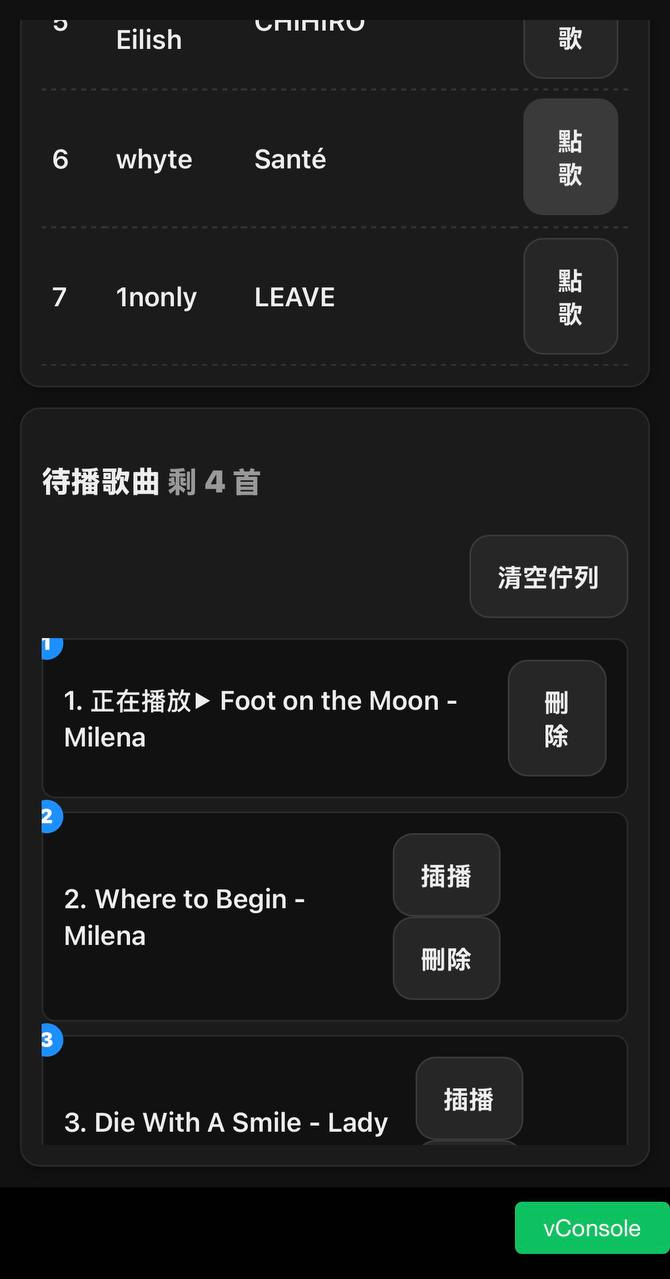 5
Eilish
CHIHIRO
歌
6 whyte Santé
點
歌
7 1nonly LEAVE
點
歌
待播歌曲 剩 4 首
清空佇列
1
1. 正在播放▶ Foot on the Moon -
Milena
刪
除
2
2. Where to Begin -
Milena
插播
刪除
3
3. Die With A Smile - Lady
插播
vConsole